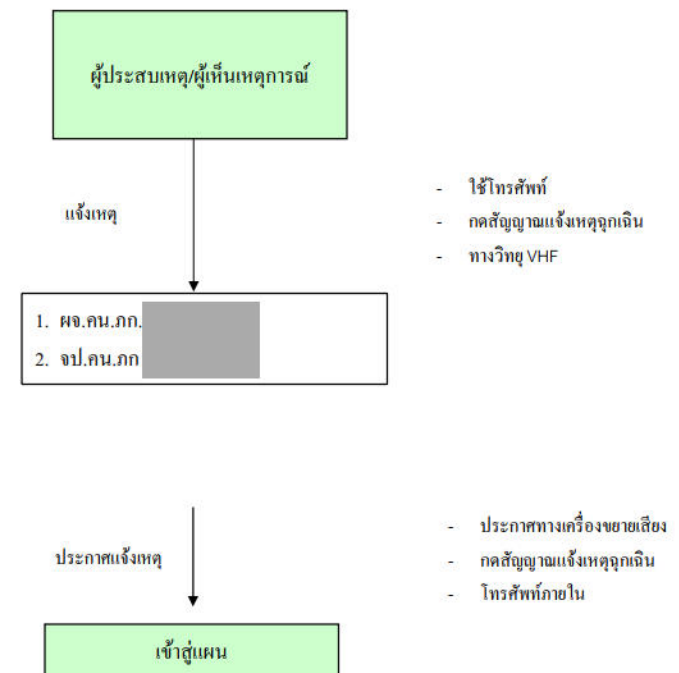 ผู้ประสบเหตุ/ผู้เห็นเหตุการณ์
แจ้งเหตุ
- ใช้โทรศัพท์
- กดสัญญาณแจ้งเหตุฉุกเฉิน
- ทางวิทยุ VHF
1. ผจ.คน.ภก.
2. จป.คน.ภก
ประกาศแจ้งเหตุ
- ประกาศทางเครื่องขยายเสียง
- กดสัญญาณแจ้งเหตุฉุกเฉิน
- โทรศัพท์ภายใน
เข้าสู่แผน